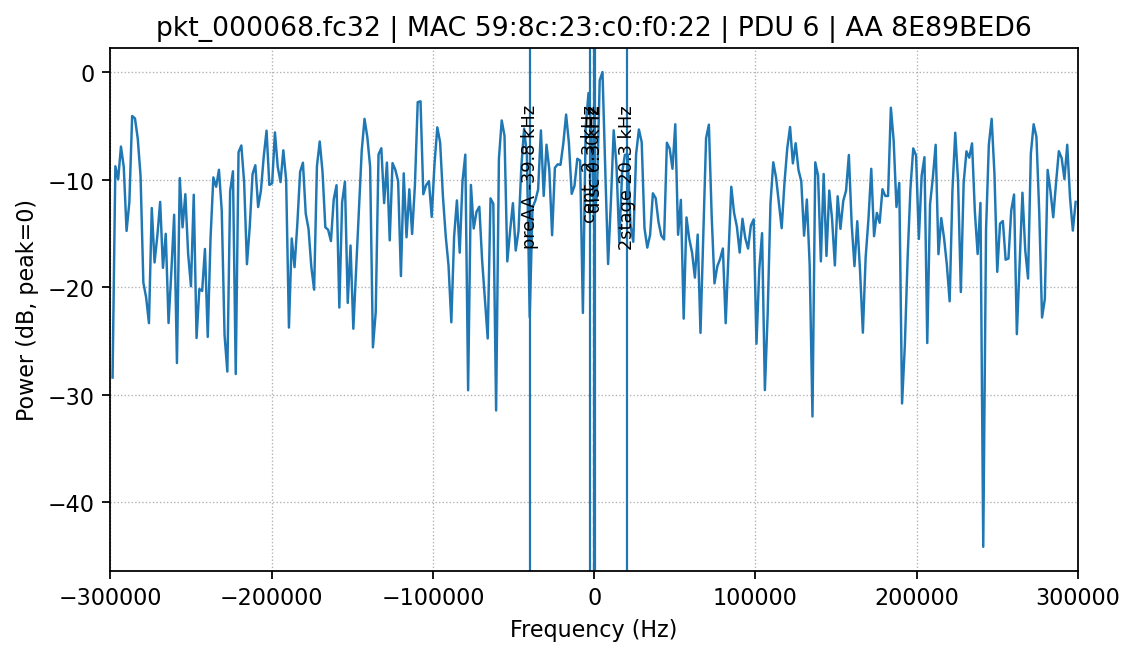 pkt_000068.fc32 | MAC 59:8c:23:c0:f0:22 | PDU 6 | AA 8E89BED6
Power (dB, peak=0)
0
−10
−20
−30
−40
preAA -39.8 kHz
2stage 20.3 kHz
−300000
−200000
−100000
0
100000
200000
300000
Frequency (Hz)